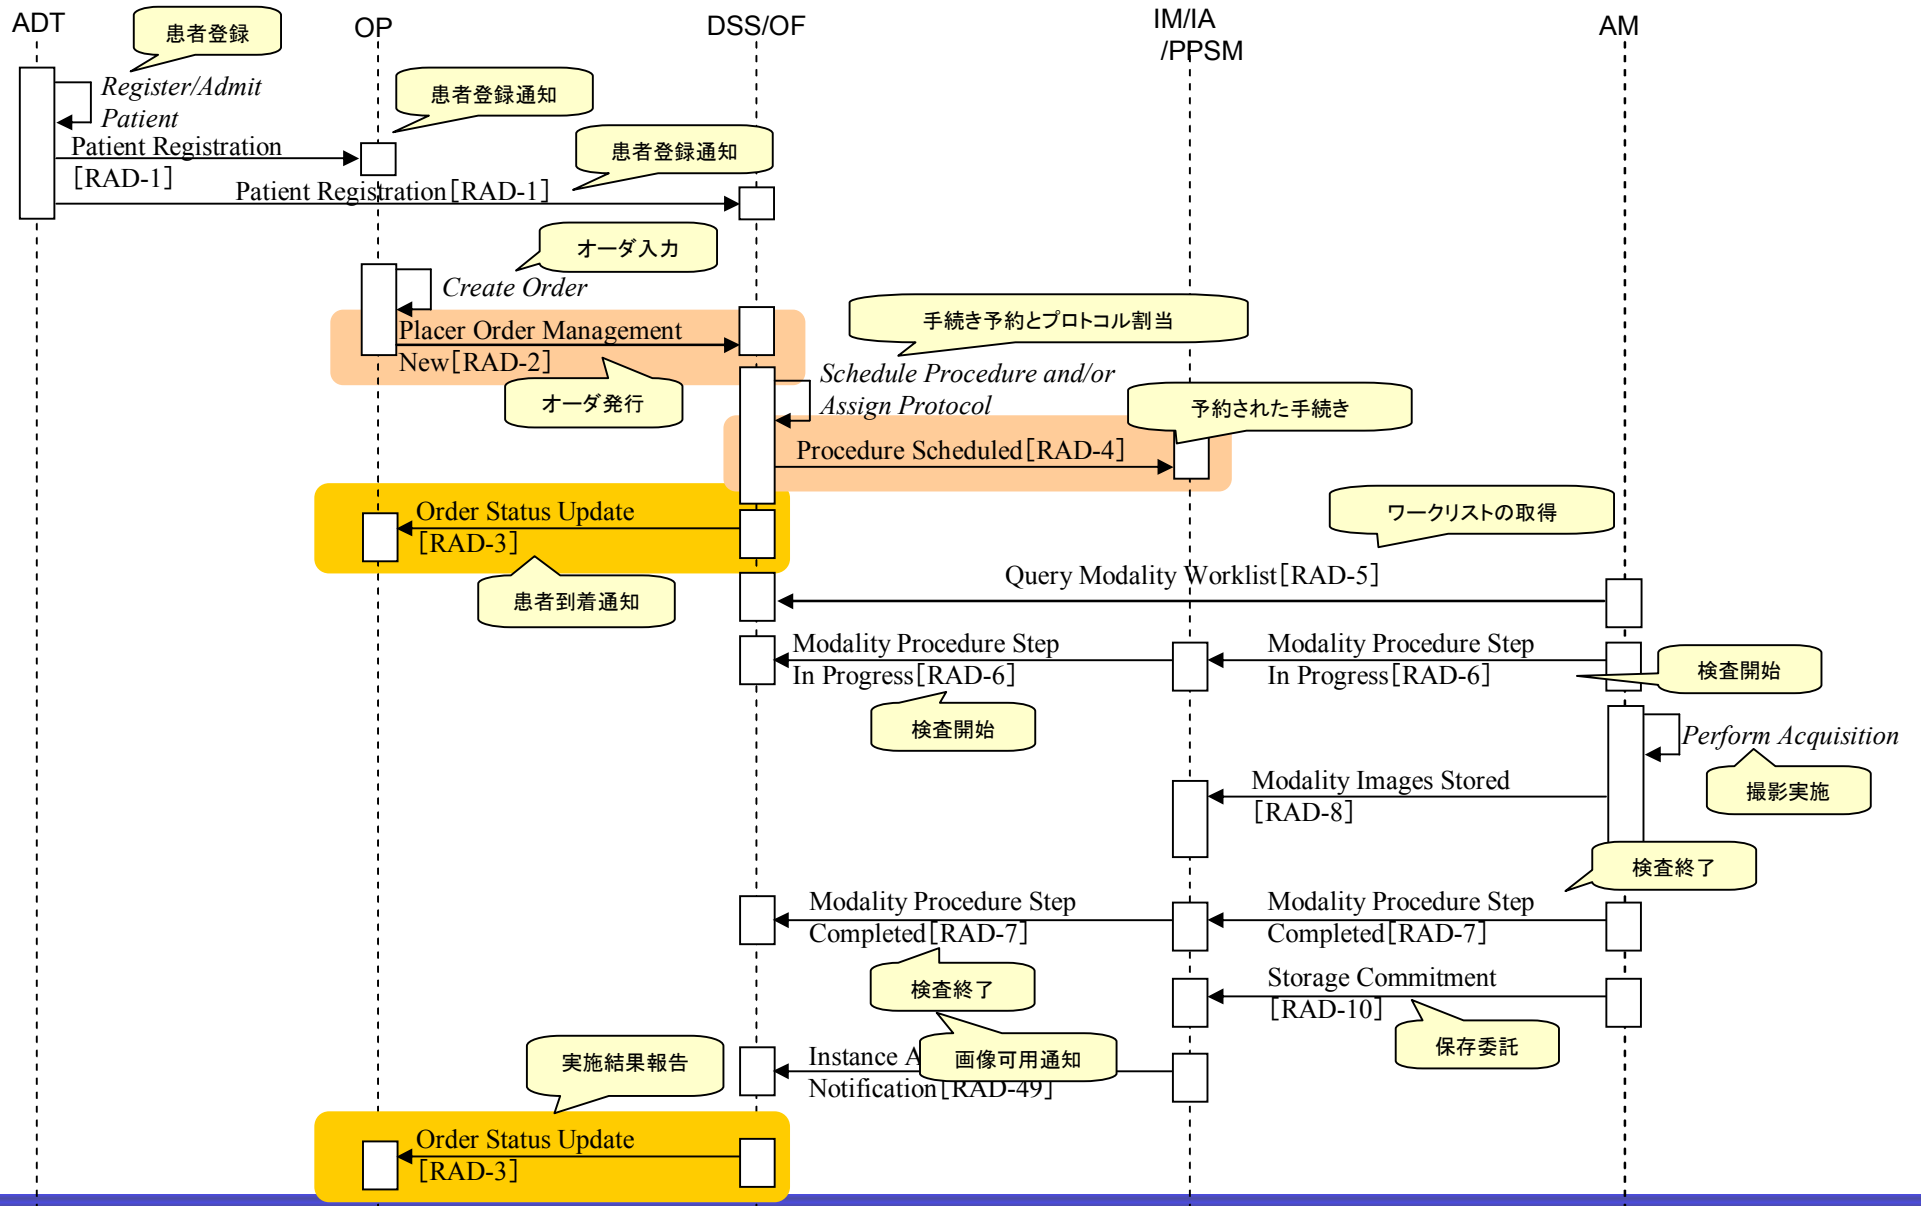 ADT
OP
DSS/OF
IM/IA
/PPSM
AM
患者登録
Register/Admit
Patient
患者登録通知
Patient Registration
[RAD-1]
患者登録通知
Patient Registration[RAD-1]
オーダ入力
Create Order
Placer Order Management
New[RAD-2]
オーダ発行
手続き予約とプロトコル割当
Schedule Procedure and/or
Assign Protocol
予約された手続き
Procedure Scheduled[RAD-4]
Order Status Update
[RAD-3]
患者到着通知
ワークリストの取得
Query Modality Worklist[RAD-5]
Modality Procedure Step
In Progress[RAD-6]
検査開始
Modality Procedure Step
In Progress[RAD-6]
検査開始
Perform Acquisition
撮影実施
Modality Images Stored
[RAD-8]
検査終了
Modality Procedure Step
Completed[RAD-7]
検査終了
Modality Procedure Step
Completed[RAD-7]
Storage Commitment
[RAD-10]
保存委託
実施結果報告
Instance
画像可用通知
Notification[RAD-49]
Order Status Update
[RAD-3]